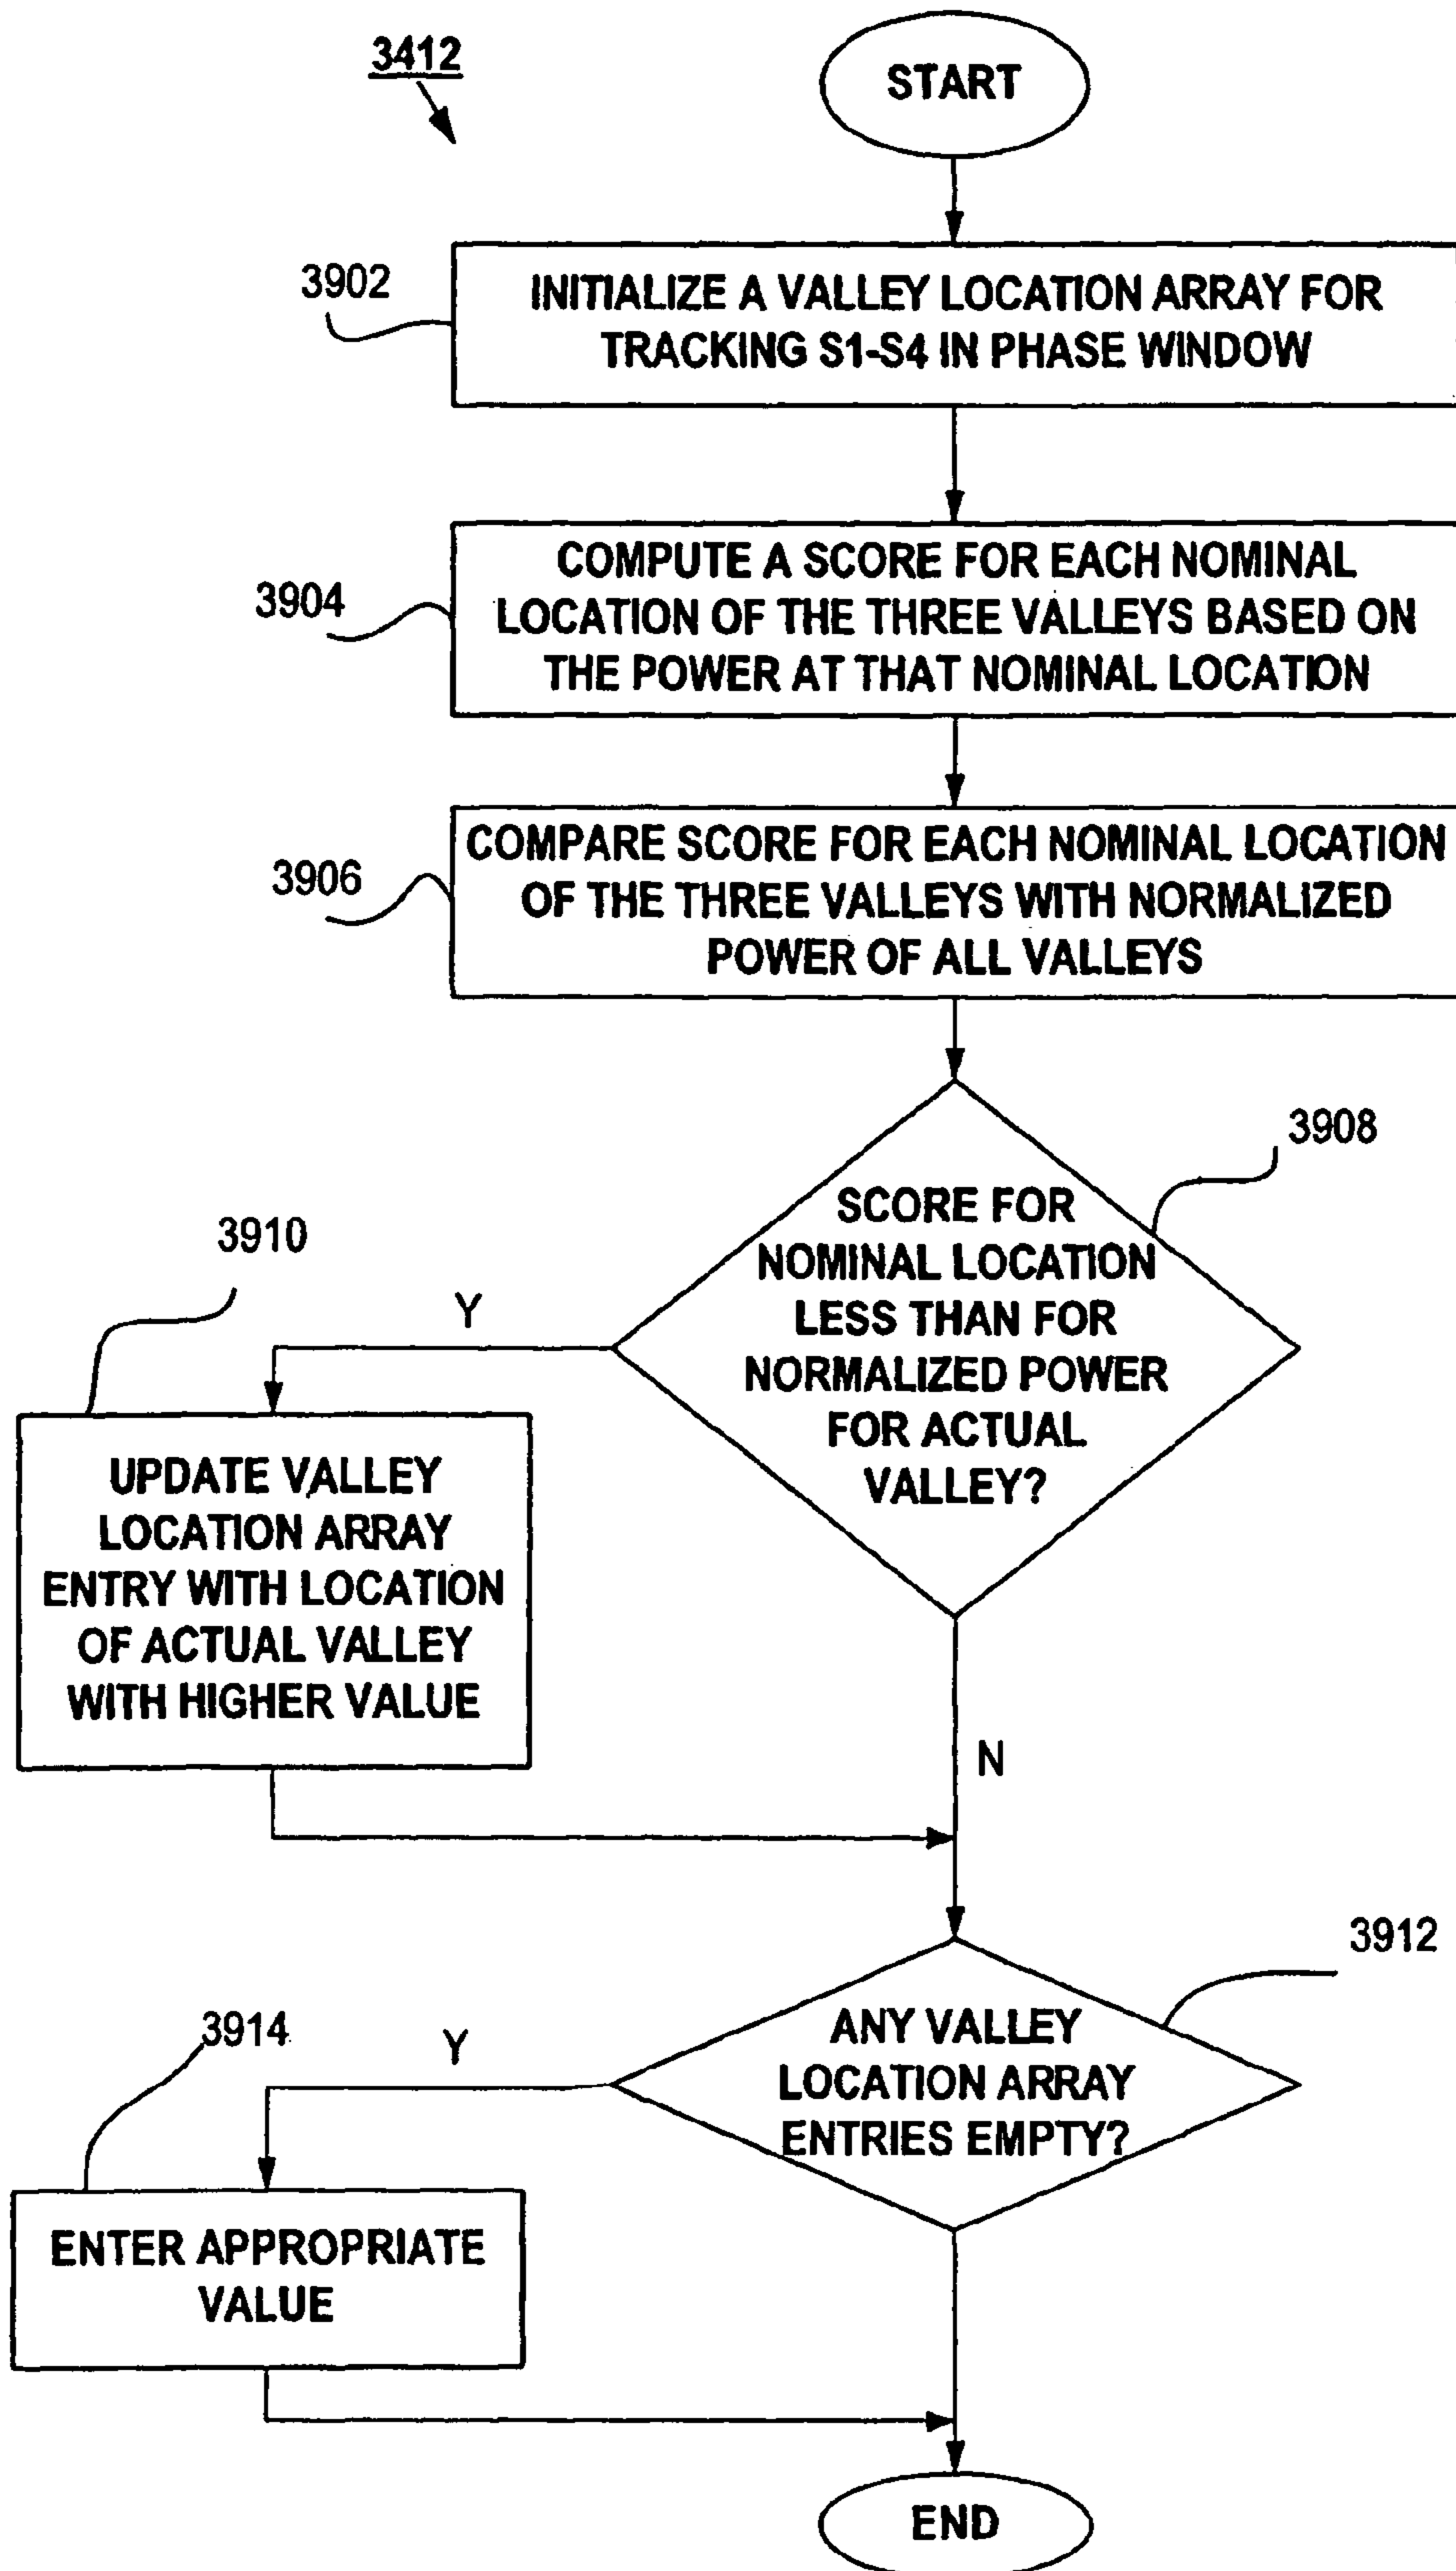 3412
START
3902
INITIALIZE A VALLEY LOCATION ARRAY FOR
TRACKING S1-S4 IN PHASE WINDOW
3904
COMPUTE A SCORE FOR EACH NOMINAL
LOCATION OF THE THREE VALLEYS BASED ON
THE POWER AT THAT NOMINAL LOCATION
3906
COMPARE SCORE FOR EACH NOMINAL LOCATION
OF THE THREE VALLEYS WITH NORMALIZED
POWER OF ALL VALLEYS
3908
SCORE FOR
NOMINAL LOCATION
LESS THAN FOR
NORMALIZED POWER
FOR ACTUAL
VALLEY?
Y
3910
UPDATE VALLEY
LOCATION ARRAY
ENTRY WITH LOCATION
OF ACTUAL VALLEY
WITH HIGHER VALUE
N
3912
ANY VALLEY
LOCATION ARRAY
ENTRIES EMPTY?
Y
3914
ENTER APPROPRIATE
VALUE
END